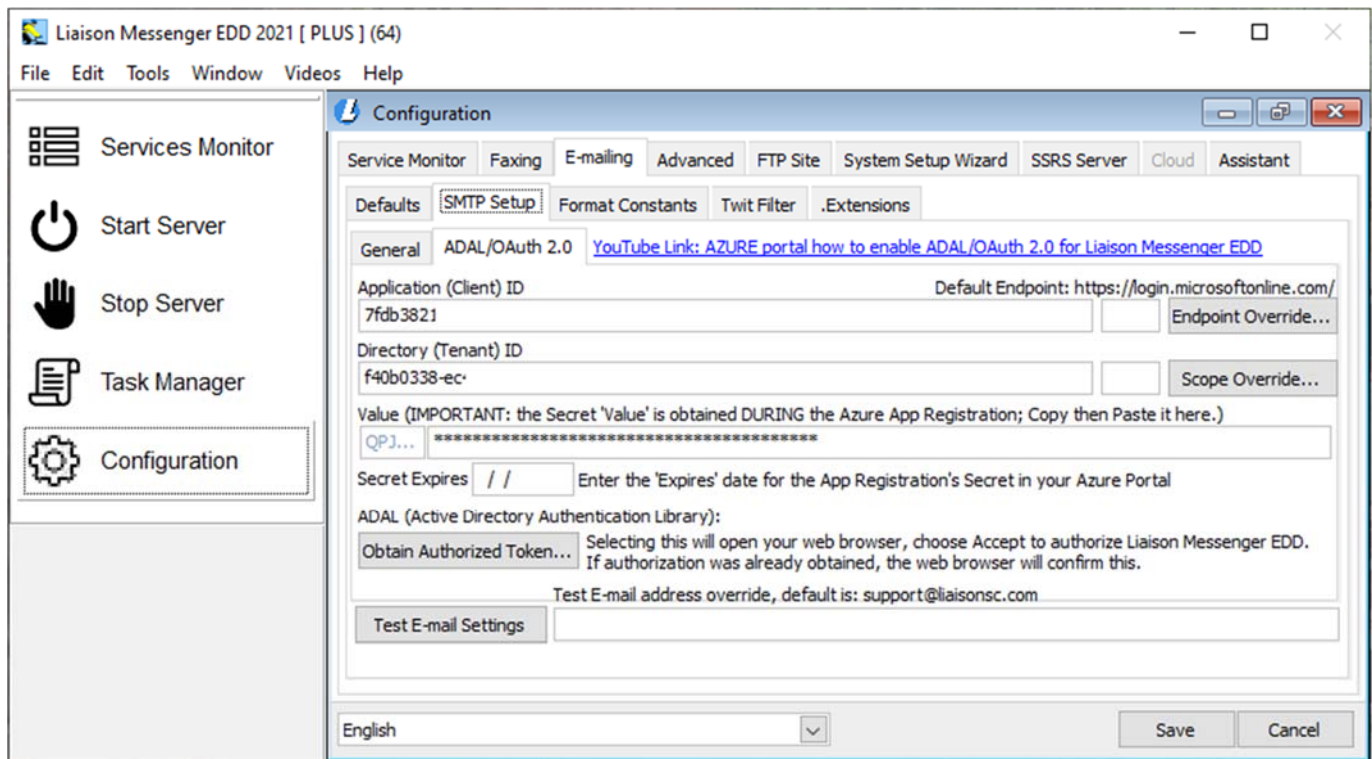 Liaison Messenger EDD 2021 [ PLUS ] (64)
File Edit Tools Window Videos Help
Services Monitor
Start Server
Stop Server
Task Manager
Configuration
Configuration
Service Monitor Faxing E-mailing Advanced FTP Site System Setup Wizard SSRS Server Cloud Assistant
Defaults SMTP Setup Format Constants Twit Filter .Extensions
General ADAL/OAuth 2.0 YouTube Link: AZURE portal how to enable ADAL/OAuth 2.0 for Liaison Messenger EDD
Application (Client) ID Default Endpoint: https://login.microsoftonline.com/
7fdb3821 Endpoint Override...
Directory (Tenant) ID
f40b0338-ec Scope Override...
Value (IMPORTANT: the Secret 'Value' is obtained DURING the Azure App Registration; Copy then Paste it here.)
QPJ... ****************************************
Secret Expires / / Enter the 'Expires' date for the App Registration's Secret in your Azure Portal
ADAL (Active Directory Authentication Library):
Obtain Authorized Token... Selecting this will open your web browser, choose Accept to authorize Liaison Messenger EDD.
If authorization was already obtained, the web browser will confirm this.
Test E-mail address override, default is: support@liaisonsc.com
Test E-mail Settings
English Save Cancel